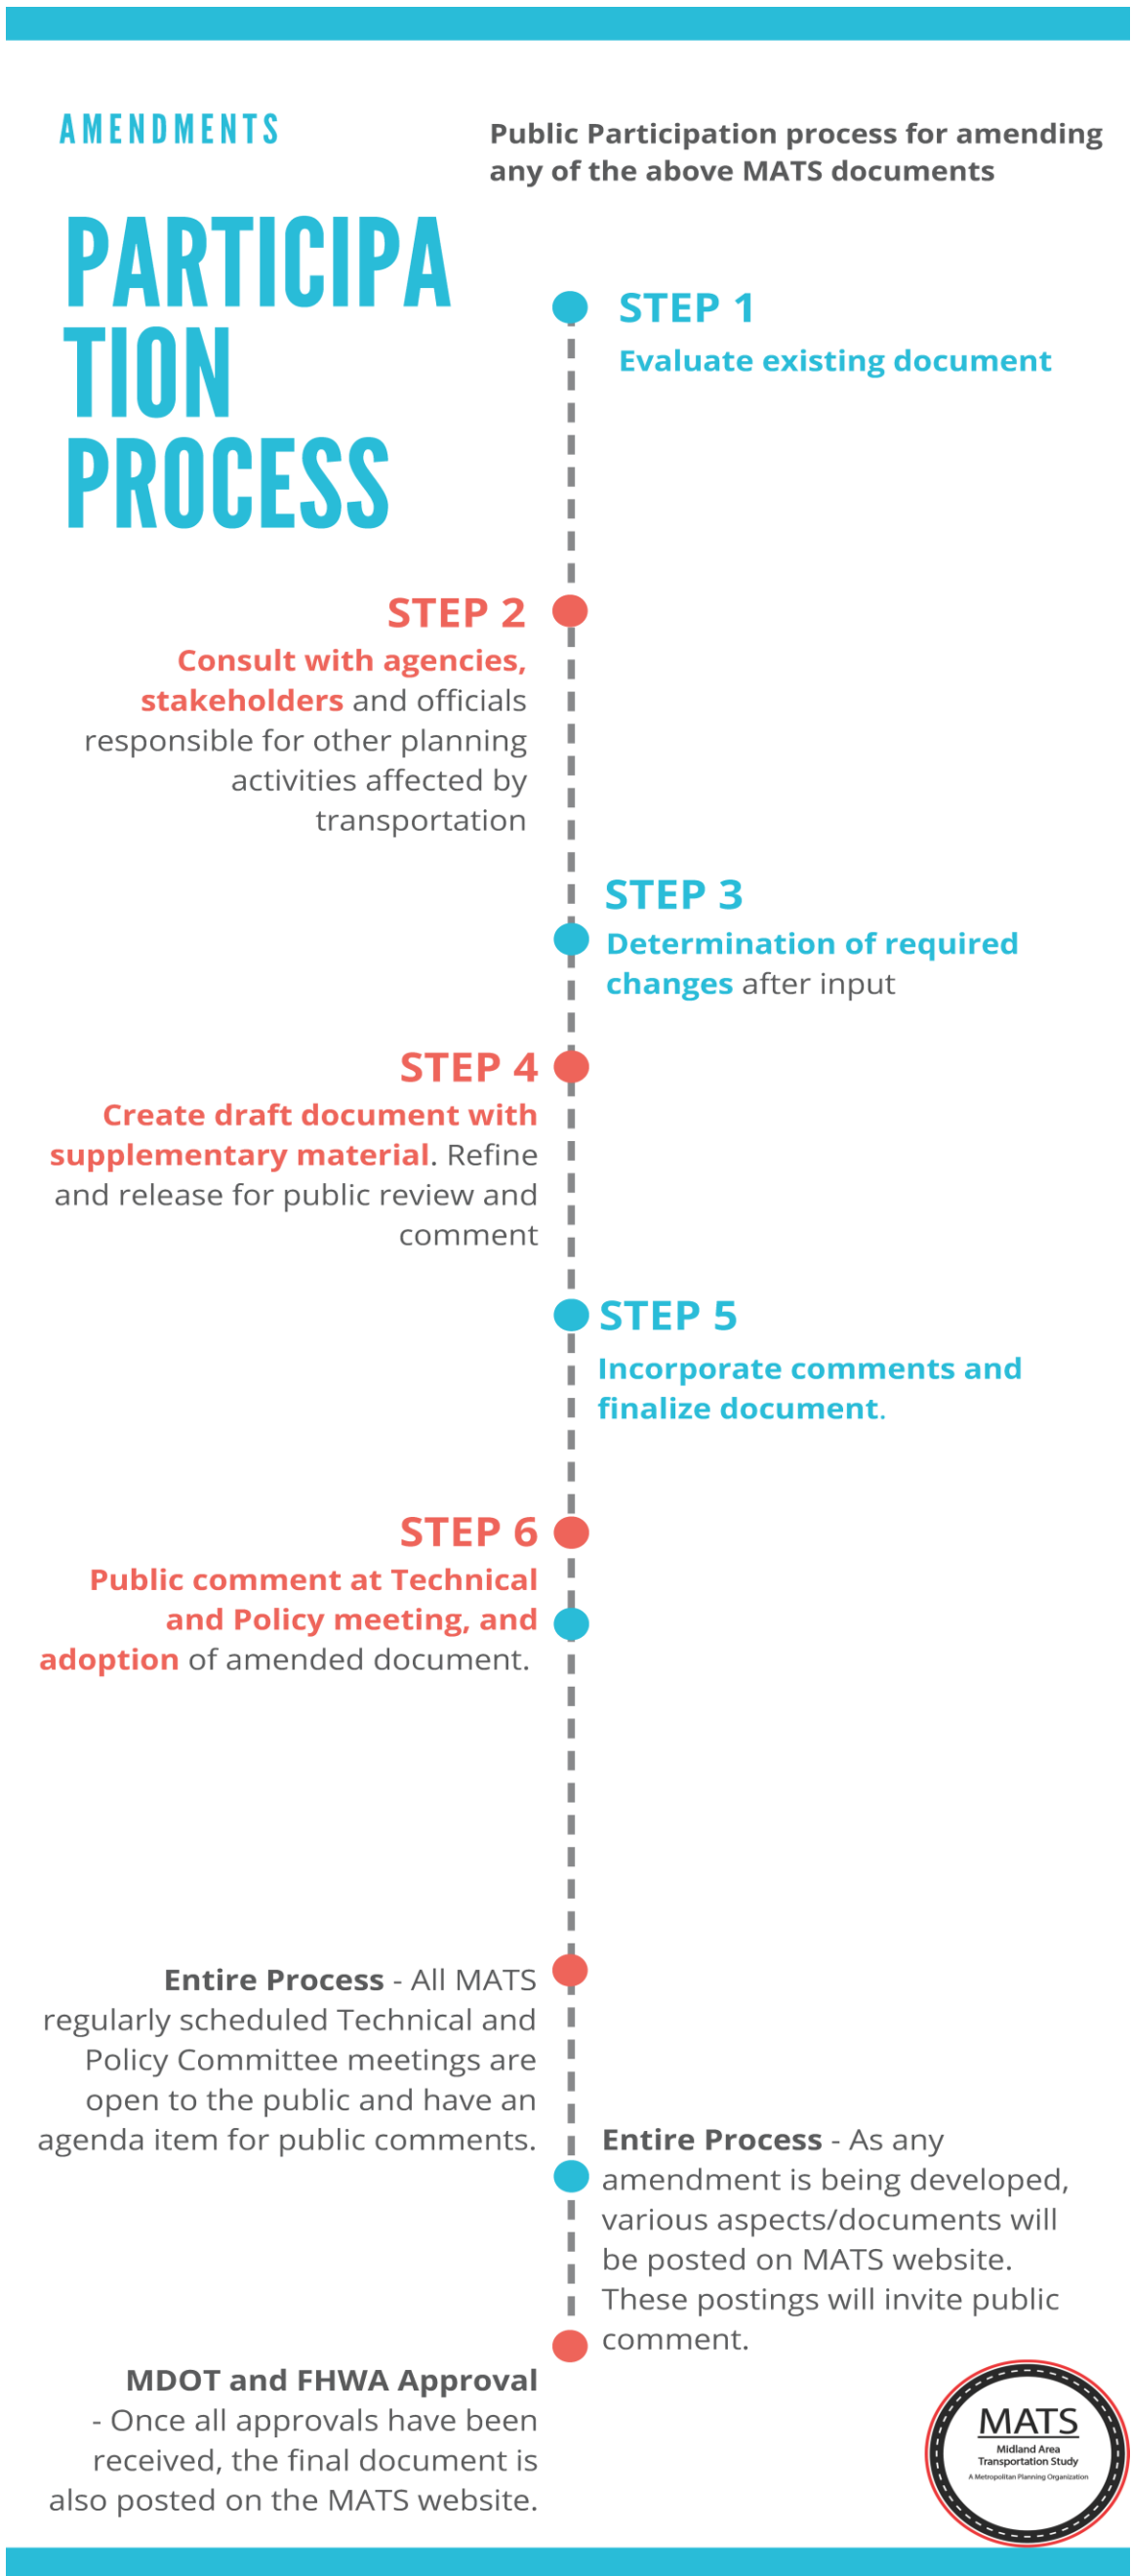 AMENDMENTS
Public Participation process for amending
any of the above MATS documents
PARTICIPA
TION
PROCESS
STEP 1
Evaluate existing document
STEP 2
Consult with agencies,
stakeholders and officials
responsible for other planning
activities affected by
transportation
STEP 3
Determination of required
changes after input
STEP 4
Create draft document with
supplementary material. Refine
and release for public review and
comment
STEP 5
Incorporate comments and
finalize document.
STEP 6
Public comment at Technical
and Policy meeting, and
adoption of amended document.
Entire Process - All MATS
regularly scheduled Technical and
Policy Committee meetings are
open to the public and have an
agenda item for public comments.
Entire Process - As any
amendment is being developed,
various aspects/documents will
be posted on MATS website.
These postings will invite public
comment.
MDOT and FHWA Approval
- Once all approvals have been
received, the final document is
also posted on the MATS website.
MATS
Midland Area
Transportation Study
A Metropolitan Planning Organization